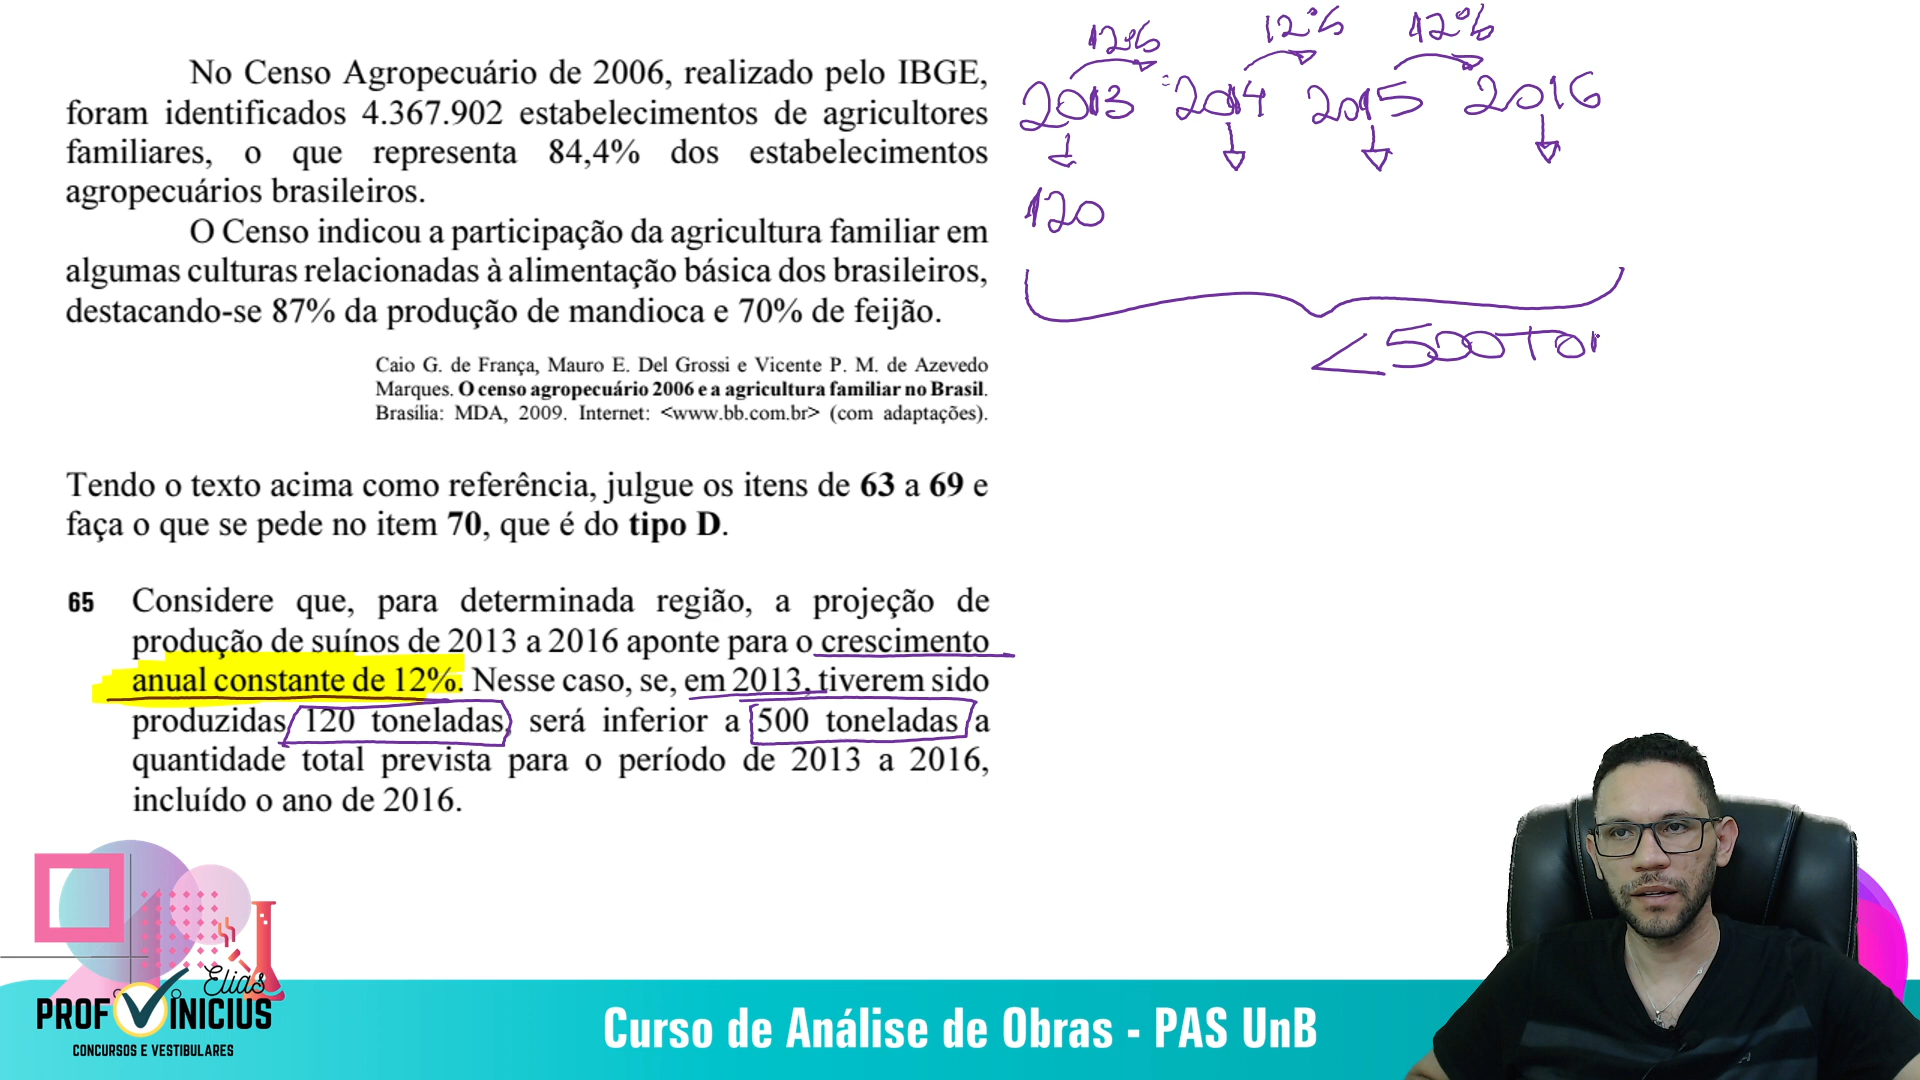 No Censo Agropecuário de 2006, realizado pelo IBGE,
foram identificados 4.367.902 estabelecimentos de agricultores
familiares, o que representa 84,4% dos estabelecimentos
agropecuários brasileiros.
O Censo indicou a participação da agricultura familiar em
algumas culturas relacionadas à alimentação básica dos brasileiros,
destacando-se 87% da produção de mandioca e 70% de feijão.
Caio G. de França, Mauro E. Del Grossi e Vicente P. M. de Azevedo
Marques. O censo agropecuário 2006 e a agricultura familiar no Brasil.
Brasília: MDA, 2009. Internet: <www.bb.com.br> (com adaptações).
Tendo o texto acima como referência, julgue os itens de 63 a 69 e
faça o que se pede no item 70, que é do tipo D.
65 Considere que, para determinada região, a projeção de
produção de suínos de 2013 a 2016 aponte para o crescimento
anual constante de 12%. Nesse caso, se, em 2013, tiverem sido
produzidas 120 toneladas, será inferior a 500 toneladas a
quantidade total prevista para o período de 2013 a 2016,
incluído o ano de 2016.
12% 12% 12%
2013 2014 2015 2016
120
< 500 Ton
Elias
PROF VINICIUS
CONCURSOS E VESTIBULARES
Curso de Análise de Obras - PAS UnB